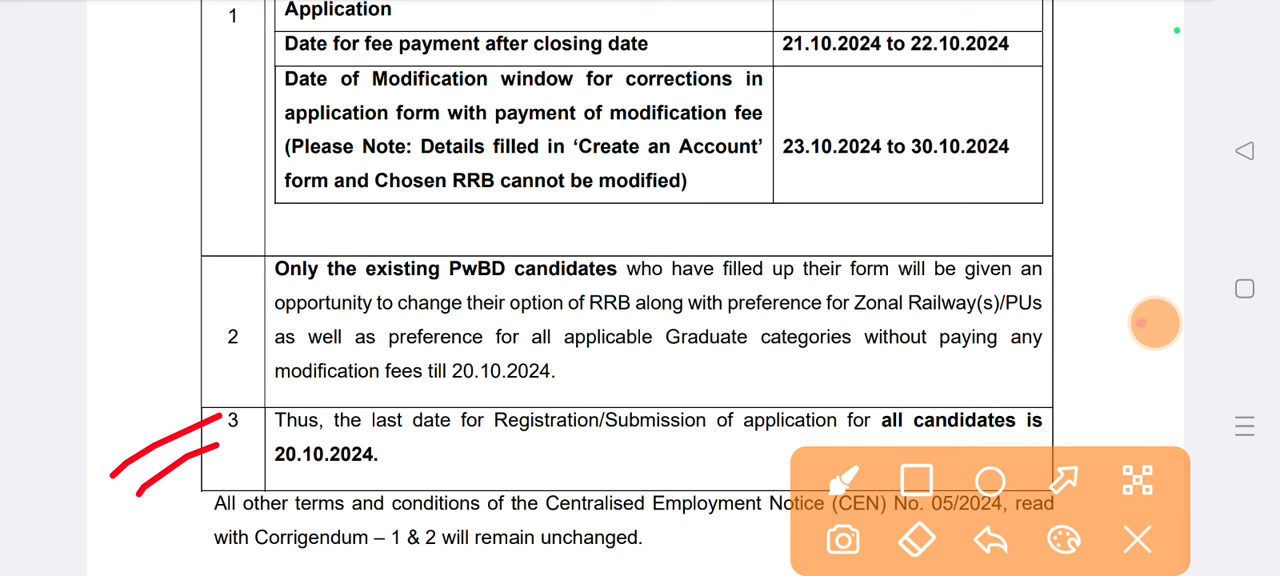 1
Application
Date for fee payment after closing date
21.10.2024 to 22.10.2024
Date of Modification window for corrections in
application form with payment of modification fee
(Please Note: Details filled in ‘Create an Account’
form and Chosen RRB cannot be modified)
23.10.2024 to 30.10.2024
2
Only the existing PwBD candidates who have filled up their form will be given an
opportunity to change their option of RRB along with preference for Zonal Railway(s)/PUs
as well as preference for all applicable Graduate categories without paying any
modification fees till 20.10.2024.
3
Thus, the last date for Registration/Submission of application for all candidates is
20.10.2024.
All other terms and conditions of the Centralised Employment Notice (CEN) No. 05/2024, read
with Corrigendum – 1 & 2 will remain unchanged.